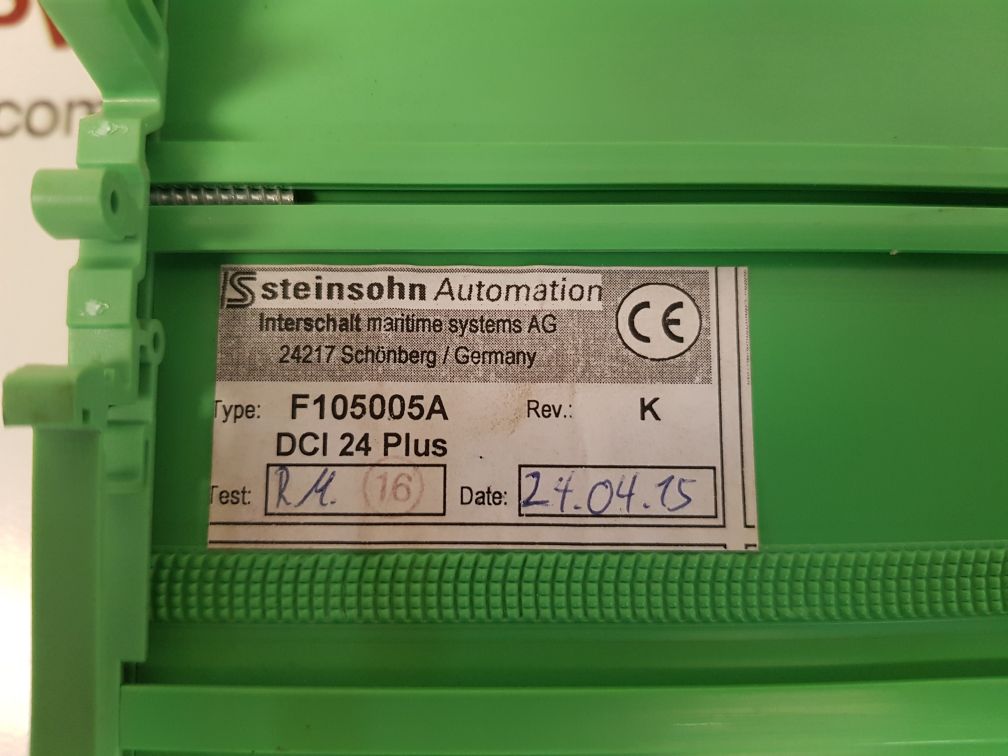 com
steinsohn Automation
Interschalt maritime systems AG
24217 Schönberg / Germany
CE
Type: F105005A Rev.: K
DCI 24 Plus
Test: R.M. 16 Date: 24.04.15